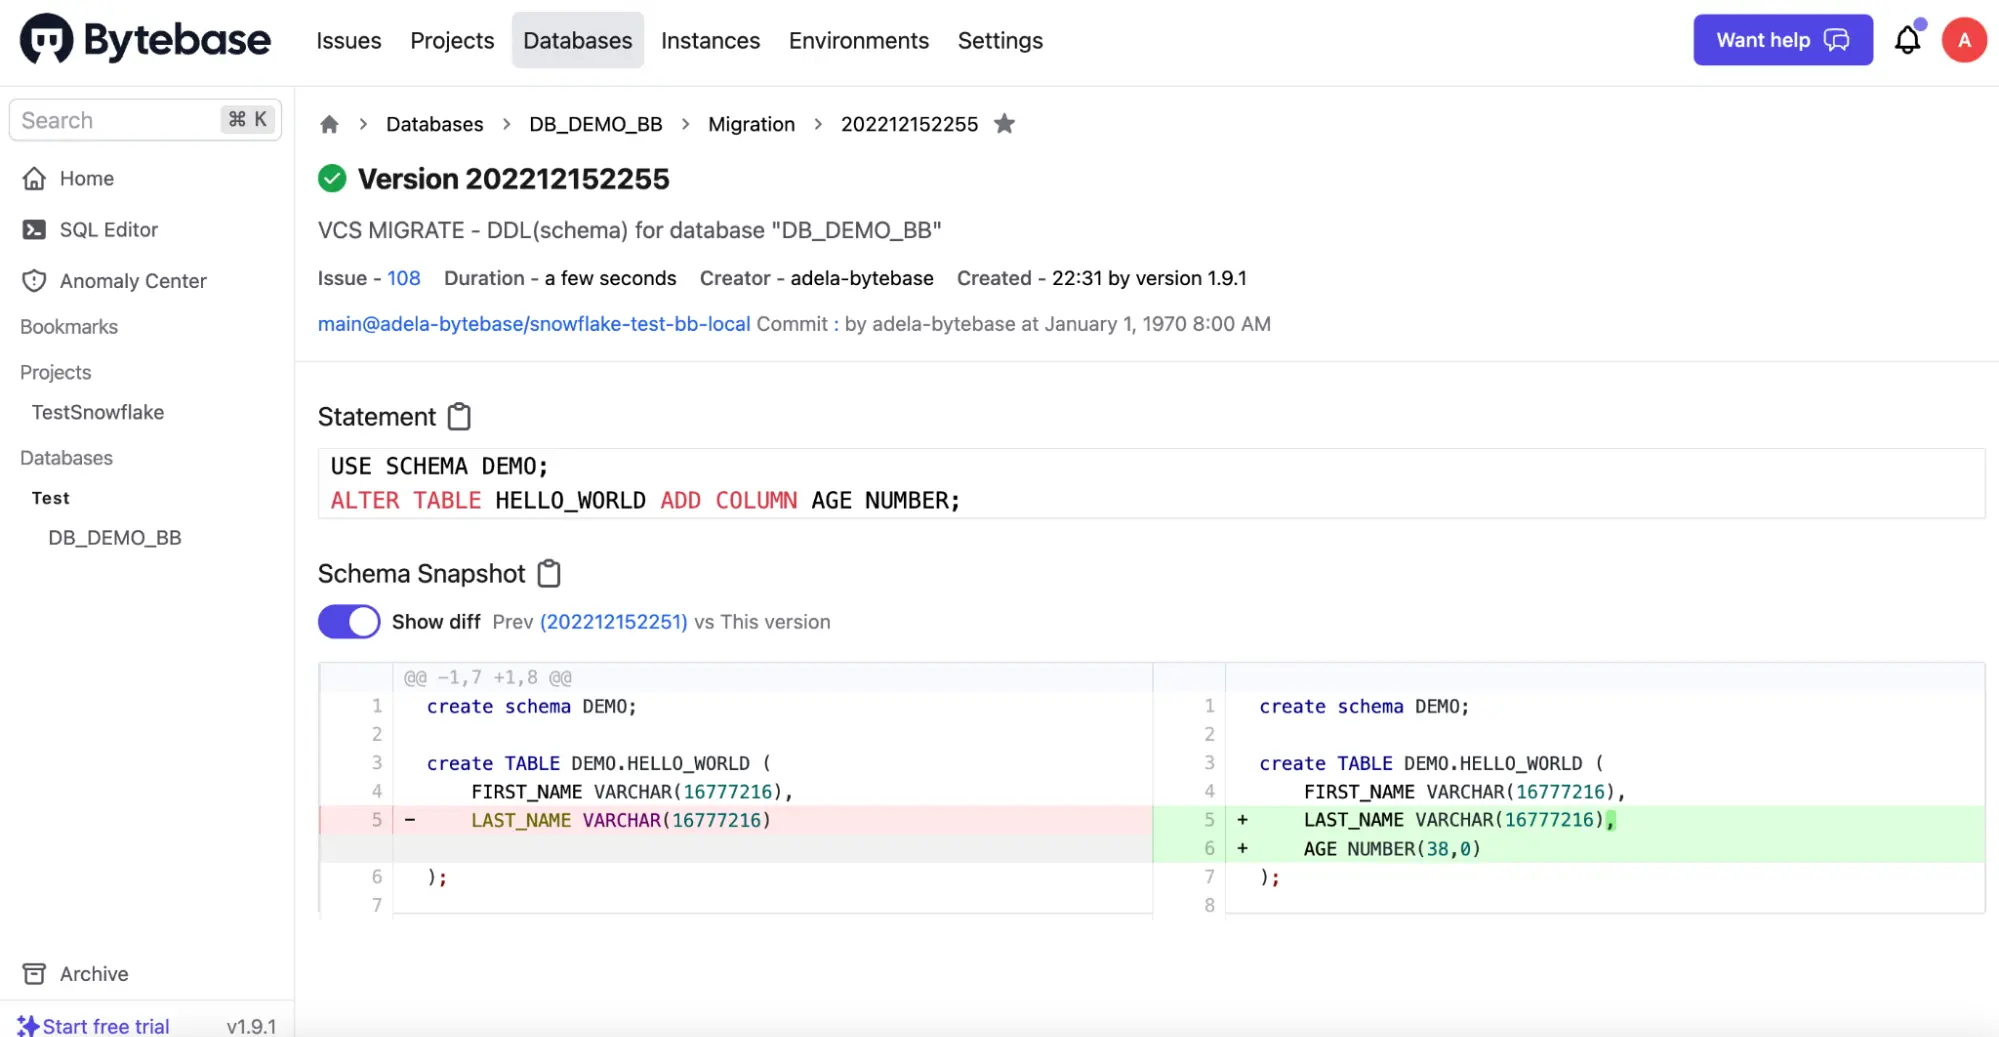 Bytebase Issues Projects Databases Instances Environments Settings Want help A
Search ⌘ K
Home
SQL Editor
Anomaly Center
Bookmarks
Projects
TestSnowflake
Databases
Test
DB_DEMO_BB
Archive
Start free trial v1.9.1
Databases > DB_DEMO_BB > Migration > 202212152255
Version 202212152255
VCS MIGRATE - DDL(schema) for database "DB_DEMO_BB"
Issue - 108 Duration - a few seconds Creator - adela-bytebase Created - 22:31 by version 1.9.1
main@adela-bytebase/snowflake-test-bb-local Commit : by adela-bytebase at January 1, 1970 8:00 AM
Statement
USE SCHEMA DEMO;
ALTER TABLE HELLO_WORLD ADD COLUMN AGE NUMBER;
Schema Snapshot
Show diff Prev (202212152251) vs This version
@@ -1,7 +1,8 @@
1 create schema DEMO;
2
3 create TABLE DEMO.HELLO_WORLD (
4 FIRST_NAME VARCHAR(16777216),
5 - LAST_NAME VARCHAR(16777216)
6 );
7
1 create schema DEMO;
2
3 create TABLE DEMO.HELLO_WORLD (
4 FIRST_NAME VARCHAR(16777216),
5 + LAST_NAME VARCHAR(16777216),
6 + AGE NUMBER(38,0)
7 );
8